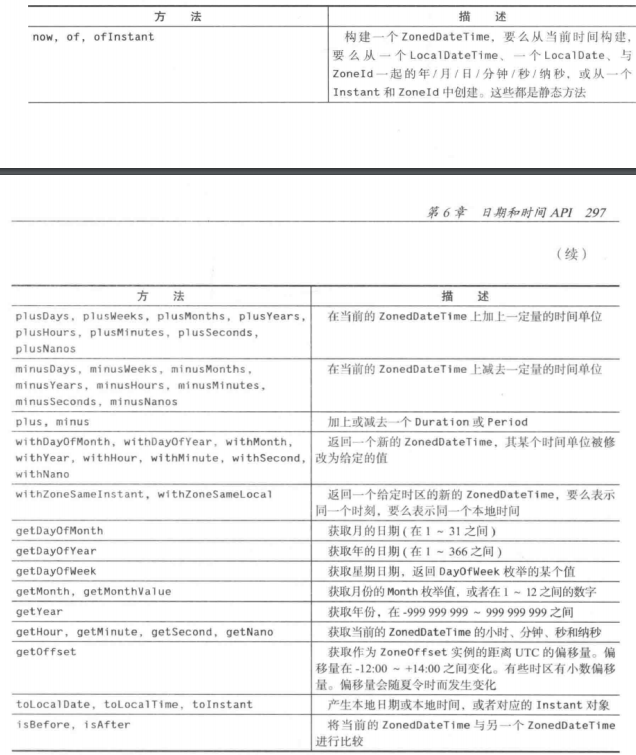 方 法 描 述
now, of, ofInstant 构建一个 ZonedDateTime, 要么从当前时间构建,
要么从一个 LocalDateTime、一个 LocalDate、与
ZoneId 一起的年/月/日/分钟/秒/纳秒, 或从一个
Instant 和 ZoneId 中创建。这些都是静态方法
第 6 章 日期和时间 API 297
（续）
方 法 描 述
plusDays, plusWeeks, plusMonths, plusYears, 在当前的 ZonedDateTime 上加上一定量的时间单位
plusHours, plusMinutes, plusSeconds,
plusNanos
minusDays, minusWeeks, minusMonths, 在当前的 ZonedDateTime 上减去一定量的时间单位
minusYears, minusHours, minusMinutes,
minusSeconds, minusNanos
plus, minus 加上或减去一个 Duration 或 Period
withDayOfMonth, withDayOfYear, withMonth, 返回一个新的 ZonedDateTime, 其某个时间单位被修
withYear, withHour, withMinute, withSecond, 改为给定的值
withNano
withZoneSameInstant, withZoneSameLocal 返回一个给定时区的新的 ZonedDateTime, 要么表示
同一个时刻, 要么表示同一个本地时间
getDayOfMonth 获取月的日期 ( 在 1 ~ 31 之间 )
getDayOfYear 获取年的日期 ( 在 1 ~ 366 之间 )
getDayOfWeek 获取星期日期, 返回 DayOfWeek 枚举的某个值
getMonth, getMonthValue 获取月份的 Month 枚举值, 或者在 1 ~ 12 之间的数字
getYear 获取年份, 在 -999 999 999 ~ 999 999 999 之间
getHour, getMinute, getSecond, getNano 获取当前的 ZonedDateTime 的小时、分钟、秒和纳秒
getOffset 获取作为 ZoneOffset 实例的距离 UTC 的偏移量。偏
移量在 -12:00 ~ +14:00 之间变化。有些时区有小数偏移
量。偏移量会随夏令时而发生变化
toLocalDate, toLocalTime, toInstant 产生本地日期或本地时间, 或者对应的 Instant 对象
isBefore, isAfter 将当前的 ZonedDateTime 与另一个 ZonedDateTime
进行比较